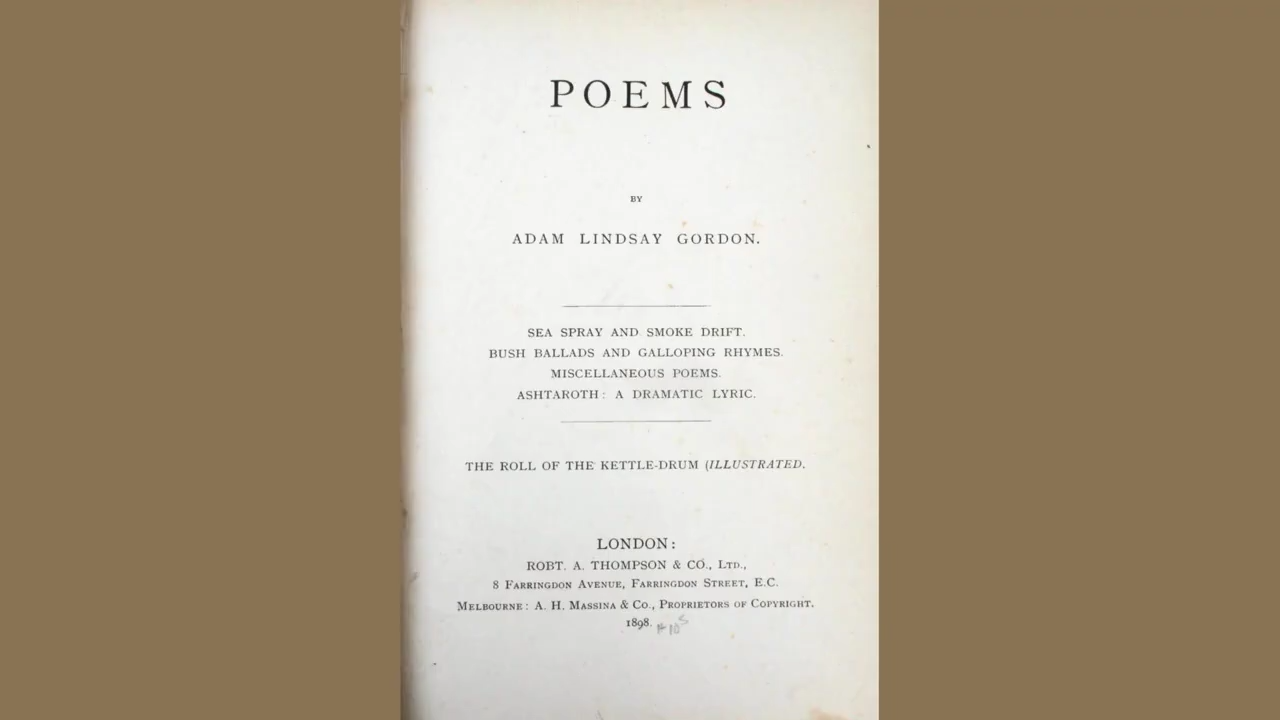 POEMS
BY
ADAM LINDSAY GORDON.
SEA SPRAY AND SMOKE DRIFT.
BUSH BALLADS AND GALLOPING RHYMES.
MISCELLANEOUS POEMS.
ASHTAROTH: A DRAMATIC LYRIC.
THE ROLL OF THE KETTLE-DRUM (ILLUSTRATED.
LONDON:
ROBT. A. THOMPSON & CO., LTD.,
8 FARRINGDON AVENUE, FARRINGDON STREET, E.C.
MELBOURNE: A. H. MASSINA & CO., PROPRIETORS OF COPYRIGHT.
1898.